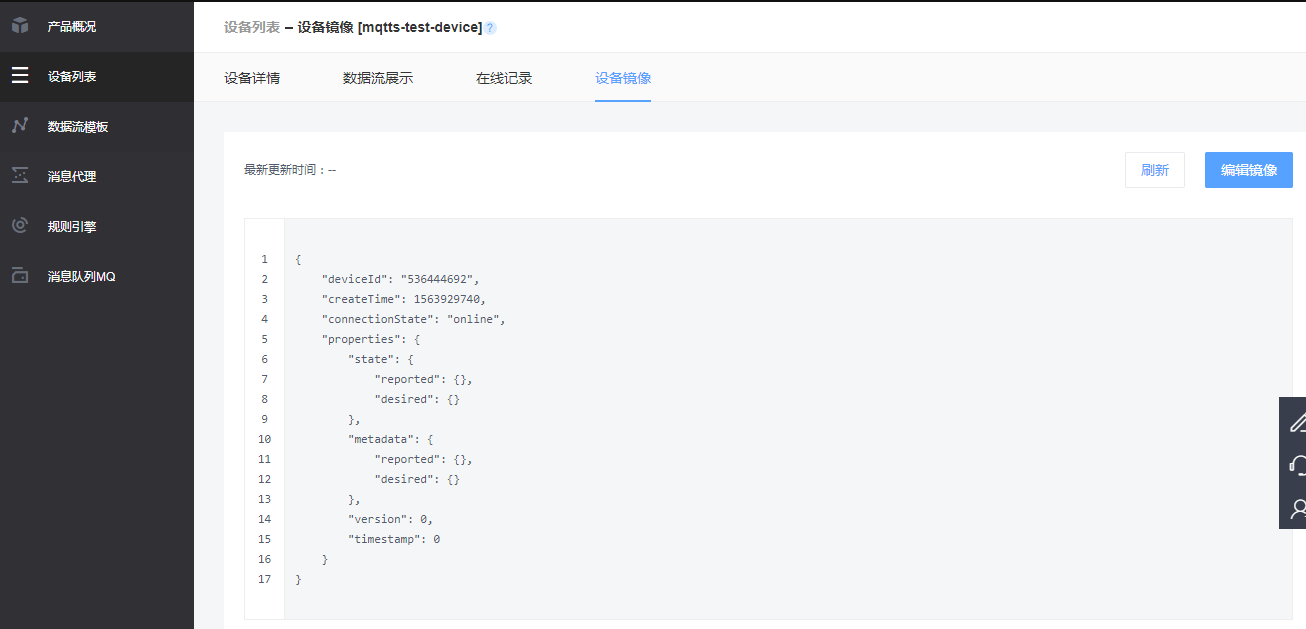 产品概况
设备列表
数据流模板
消息代理
规则引擎
消息队列MQ
设备列表 – 设备镜像 [mqtts-test-device] ?
设备详情 数据流展示 在线记录 设备镜像
最新更新时间：-- 刷新 编辑镜像
1 {
2 "deviceId": "536444692",
3 "createTime": 1563929740,
4 "connectionState": "online",
5 "properties": {
6 "state": {
7 "reported": {},
8 "desired": {}
9 },
10 "metadata": {
11 "reported": {},
12 "desired": {}
13 },
14 "version": 0,
15 "timestamp": 0
16 }
17 }